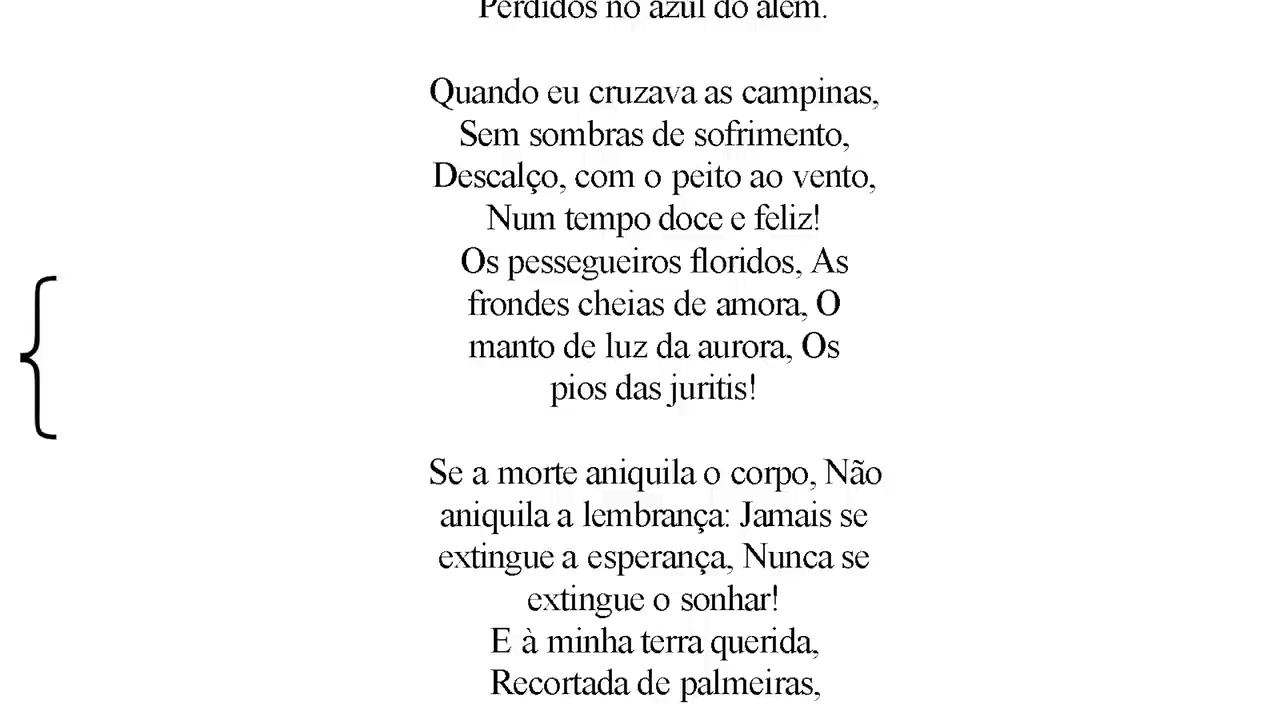 Perdidos no azul do além.
Quando eu cruzava as campinas,
Sem sombras de sofrimento,
Descalço, com o peito ao vento,
Num tempo doce e feliz!
Os pessegueiros floridos, As
frondes cheias de amora, O
manto de luz da aurora, Os
pios das juritis!
Se a morte aniquila o corpo, Não
aniquila a lembrança: Jamais se
extingue a esperança, Nunca se
extingue o sonhar!
E à minha terra querida,
Recortada de palmeiras,